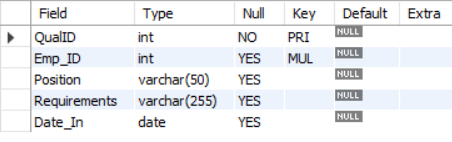 Field Type Null Key Default Extra
QualID int NO PRI NULL
Emp_ID int YES MUL NULL
Position varchar(50) YES NULL
Requirements varchar(255) YES NULL
Date_In date YES NULL